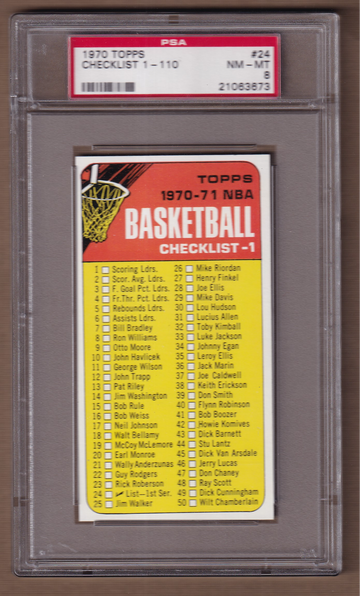 PSA
1970 TOPPS #24
CHECKLIST 1-110 NM-MT
8
21063673
TOPPS
1970-71 NBA
BASKETBALL
CHECKLIST-1
1 Scoring Ldrs.
2 Scor. Avg. Ldrs.
3 F. Goal Pct. Ldrs.
4 Fr. Thr. Pct. Ldrs.
5 Rebounds Ldrs.
6 Assists Ldrs.
7 Bill Bradley
8 Ron Williams
9 Otto Moore
10 John Havlicek
11 George Wilson
12 John Trapp
13 Pat Riley
14 Jim Washington
15 Bob Rule
16 Bob Weiss
17 Neil Johnson
18 Walt Bellamy
19 McCoy McLemore
20 Earl Monroe
21 Wally Anderzunas
22 Guy Rodgers
23 Rick Roberson
24 List-1st Ser.
25 Jim Walker
26 Mike Riordan
27 Henry Finkel
28 Joe Ellis
29 Mike Davis
30 Lou Hudson
31 Lucius Allen
32 Toby Kimball
33 Luke Jackson
34 Johnny Egan
35 Leroy Ellis
36 Jack Marin
37 Joe Caldwell
38 Keith Erickson
39 Don Smith
40 Flynn Robinson
41 Bob Boozer
42 Howie Komives
43 Dick Barnett
44 Stu Lantz
45 Dick Van Arsdale
46 Jerry Lucas
47 Don Chaney
48 Ray Scott
49 Dick Cunningham
50 Wilt Chamberlain